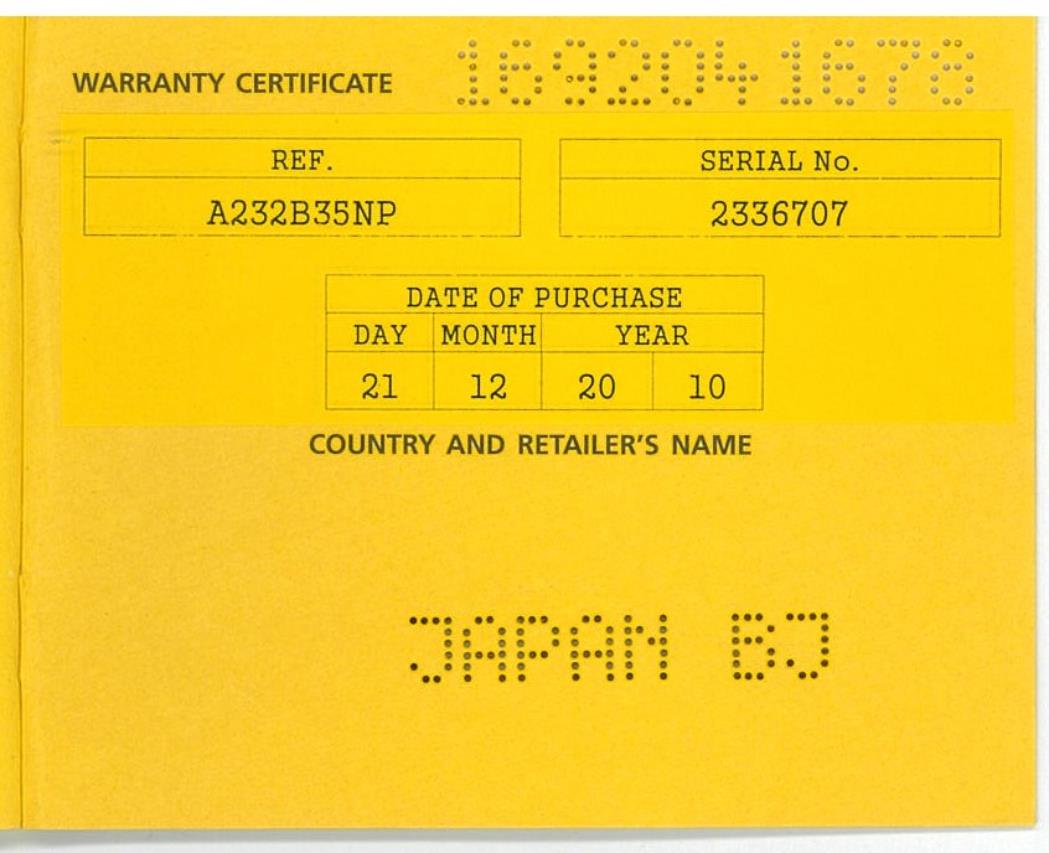 WARRANTY CERTIFICATE 1692041678
REF. SERIAL No.
A232B35NP 2336707
DATE OF PURCHASE
DAY MONTH YEAR
21 12 20 10
COUNTRY AND RETAILER'S NAME
JAPAN BJ